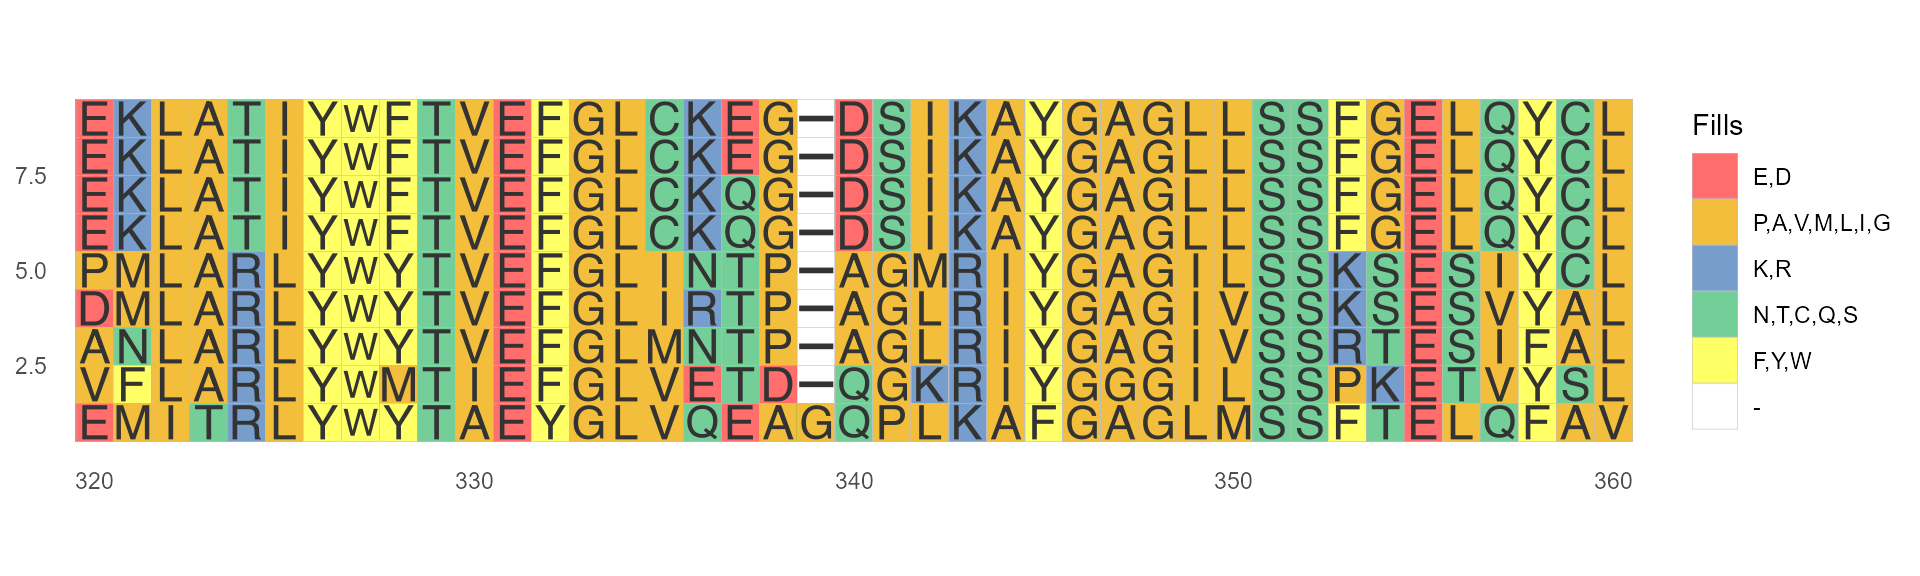 EKLATIYWFTVEFGLCKEG-DSIKAYGAGLLSSFGELQYCL
Fills
EKLATIYWFTVEFGLCKEG-DSIKAYGAGLLSSFGELQYCL
7.5
E,D
EKLATIYWFTVEFGLCKQG-DSIKAYGAGLLSSFGELQYCL
P,A,V,M,L,I,G
EKLATIYWFTVEFGLCKQG-DSIKAYGAGLLSSFGELQYCL
5.0
K,R
PMLARLYWYTVEFGLINTP-AGMRIYGAGILSSKSESIYCL
N,T,C,Q,S
DMLARLYWYTVEFGLIRTP-AGLRIYGAGIVSSKSESVYAL
F,Y,W
ANLARLYWYTVEFGLMNTP-AGLRIYGAGIVSSRTESIFAL
2.5
VFLARLYWMTIEFGLVETD-QGKRIYGGGILSSPKETVYSL
-
EMITRLYWYTAEYGLVQEAGQPLKAFGAGLMSSFTELQFAV
320 330 340 350 360